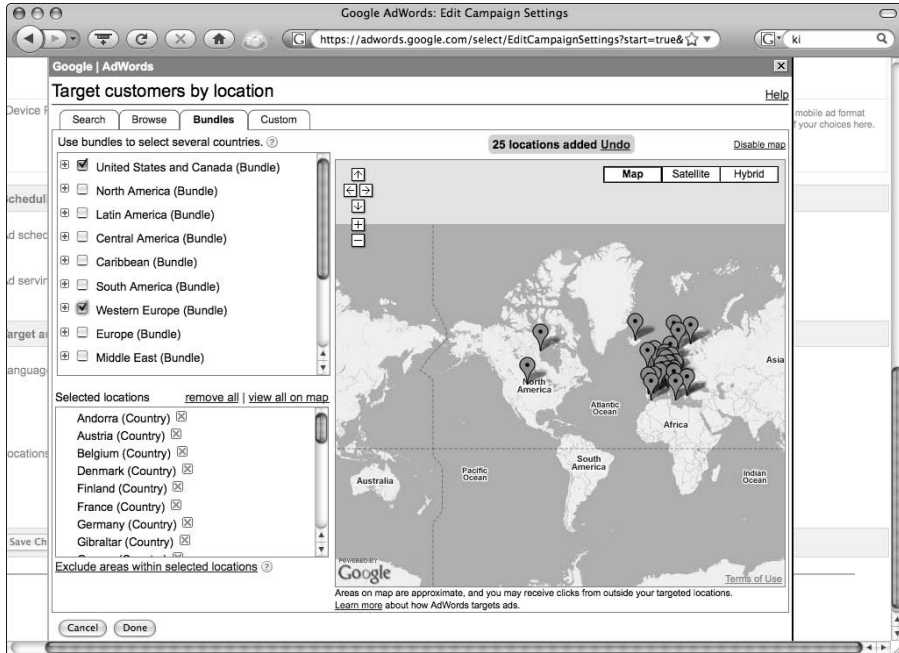 Google AdWords: Edit Campaign Settings
https://adwords.google.com/select/EditCampaignSettings?start=true&
G
ki
Google | AdWords
Target customers by location
Help
Search
Browse
Bundles
Custom
Use bundles to select several countries. ?
25 locations added Undo
Disable map
United States and Canada (Bundle)
North America (Bundle)
Latin America (Bundle)
Central America (Bundle)
Caribbean (Bundle)
South America (Bundle)
Western Europe (Bundle)
Europe (Bundle)
Middle East (Bundle)
Map
Satellite
Hybrid
North
America
Atlantic
Ocean
Africa
Asia
South
America
Pacific
Ocean
Australia
Indian
Ocean
POWERED BY
Google
Terms of Use
Selected locations
remove all | view all on map
Andorra (Country)
Austria (Country)
Belgium (Country)
Denmark (Country)
Finland (Country)
France (Country)
Germany (Country)
Gibraltar (Country)
Exclude areas within selected locations ?
Areas on map are approximate, and you may receive clicks from outside your targeted locations.
Learn more about how AdWords targets ads.
Cancel
Done
Device F
mobile ad format
f your choices here.
Schedul
Ad sched
Ad servin
Target au
anguag
ocations
Save Ch